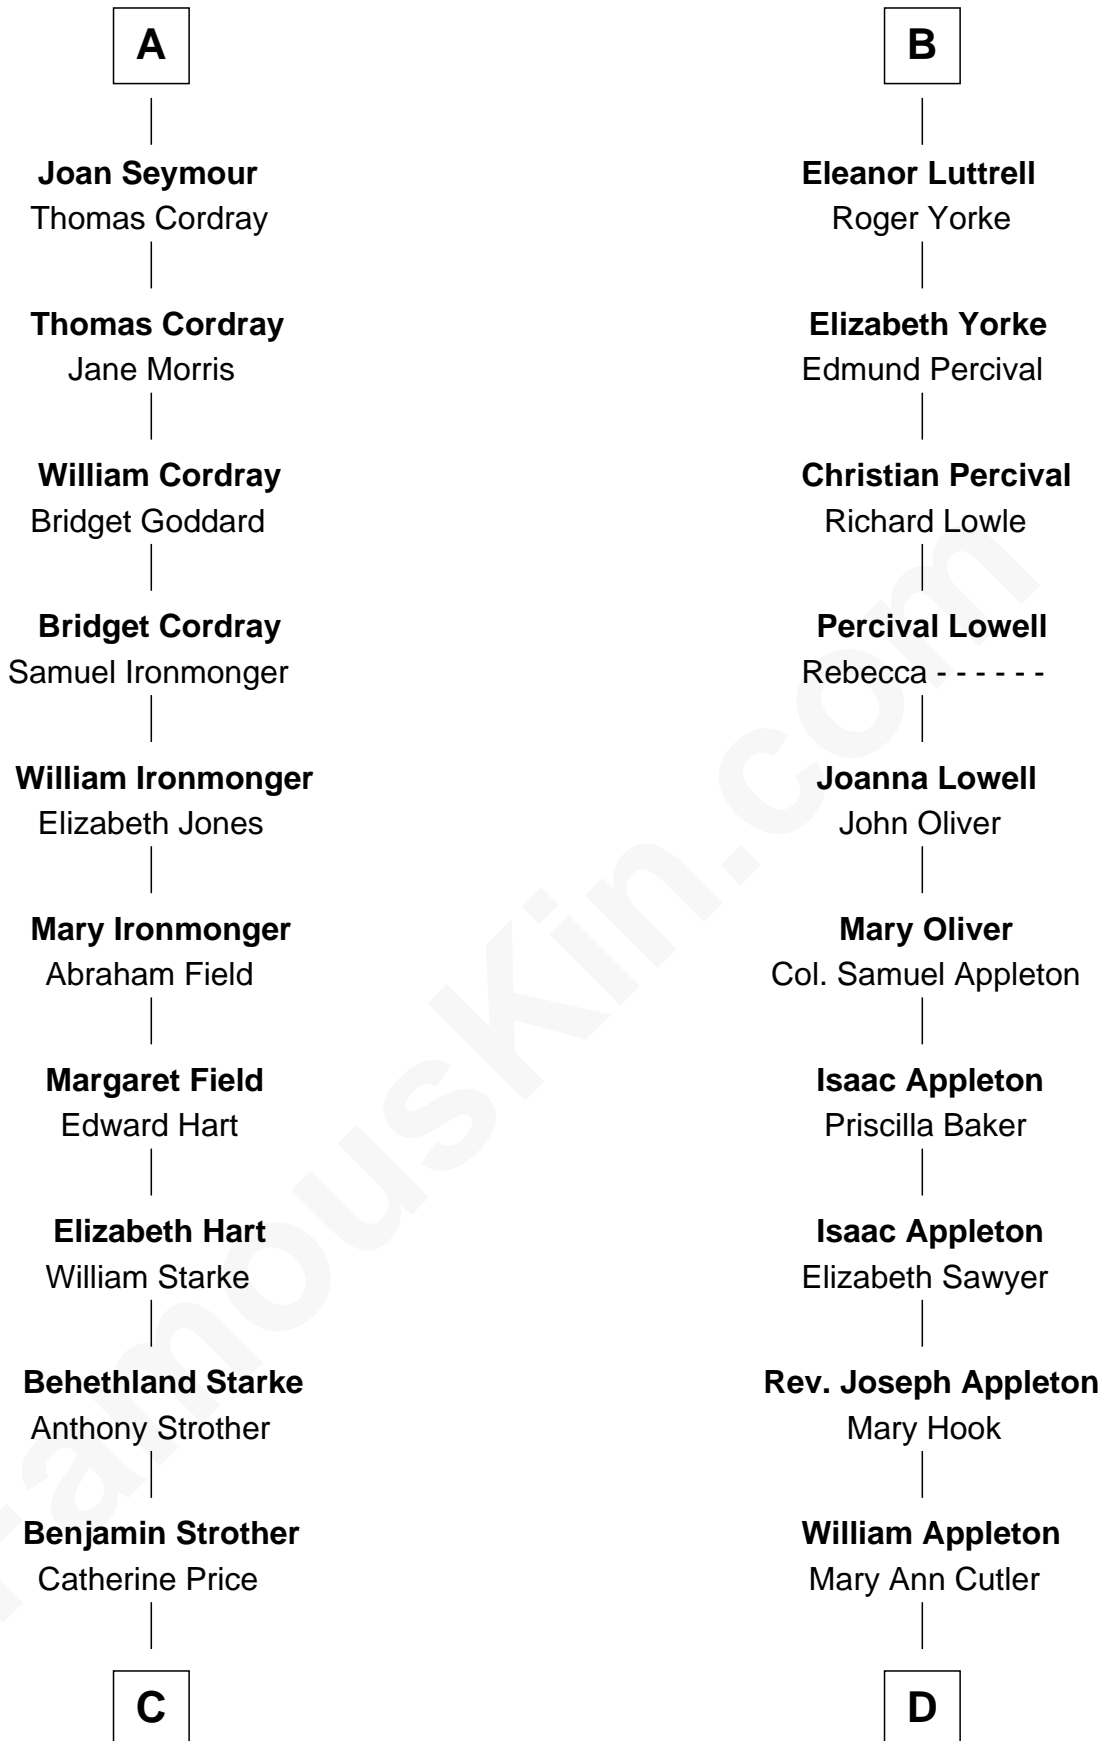 A
Joan Seymour
Thomas Cordray
Thomas Cordray
Jane Morris
William Cordray
Bridget Goddard
Bridget Cordray
Samuel Ironmonger
William Ironmonger
Elizabeth Jones
Mary Ironmonger
Abraham Field
Margaret Field
Edward Hart
Elizabeth Hart
William Starke
Behethland Starke
Anthony Strother
Benjamin Strother
Catherine Price
C
B
Eleanor Luttrell
Roger Yorke
Elizabeth Yorke
Edmund Percival
Christian Percival
Richard Lowle
Percival Lowell
Rebecca - - - - - -
Joanna Lowell
John Oliver
Mary Oliver
Col. Samuel Appleton
Isaac Appleton
Priscilla Baker
Isaac Appleton
Elizabeth Sawyer
Rev. Joseph Appleton
Mary Hook
William Appleton
Mary Ann Cutler
D
FamousKin.com